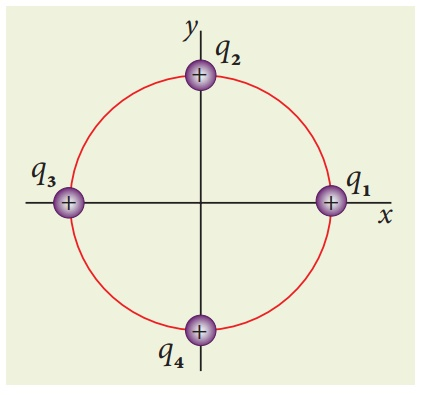 y
q₂
+
q₃
+
q₁
+
x
+
q₄